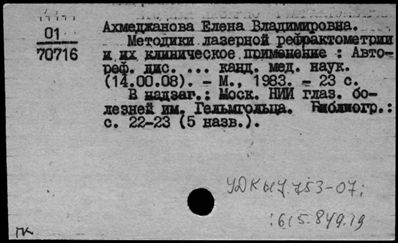 Ахмеджанова Елена Владимировна.
01
Методики лазерной рефрактометрии
70716
и их клиническое применение : Авто-
реф. дис. ... канд. мед. наук.
(14.00.08). - М., 1983. - 23 с.
В надзаг.: Моск. НИИ глаз. бо-
лезней им. Гельмгольца. Библиогр.:
с. 22-23 (5 назв.).
УДК 617.753-07:
:615.849.19
ГК